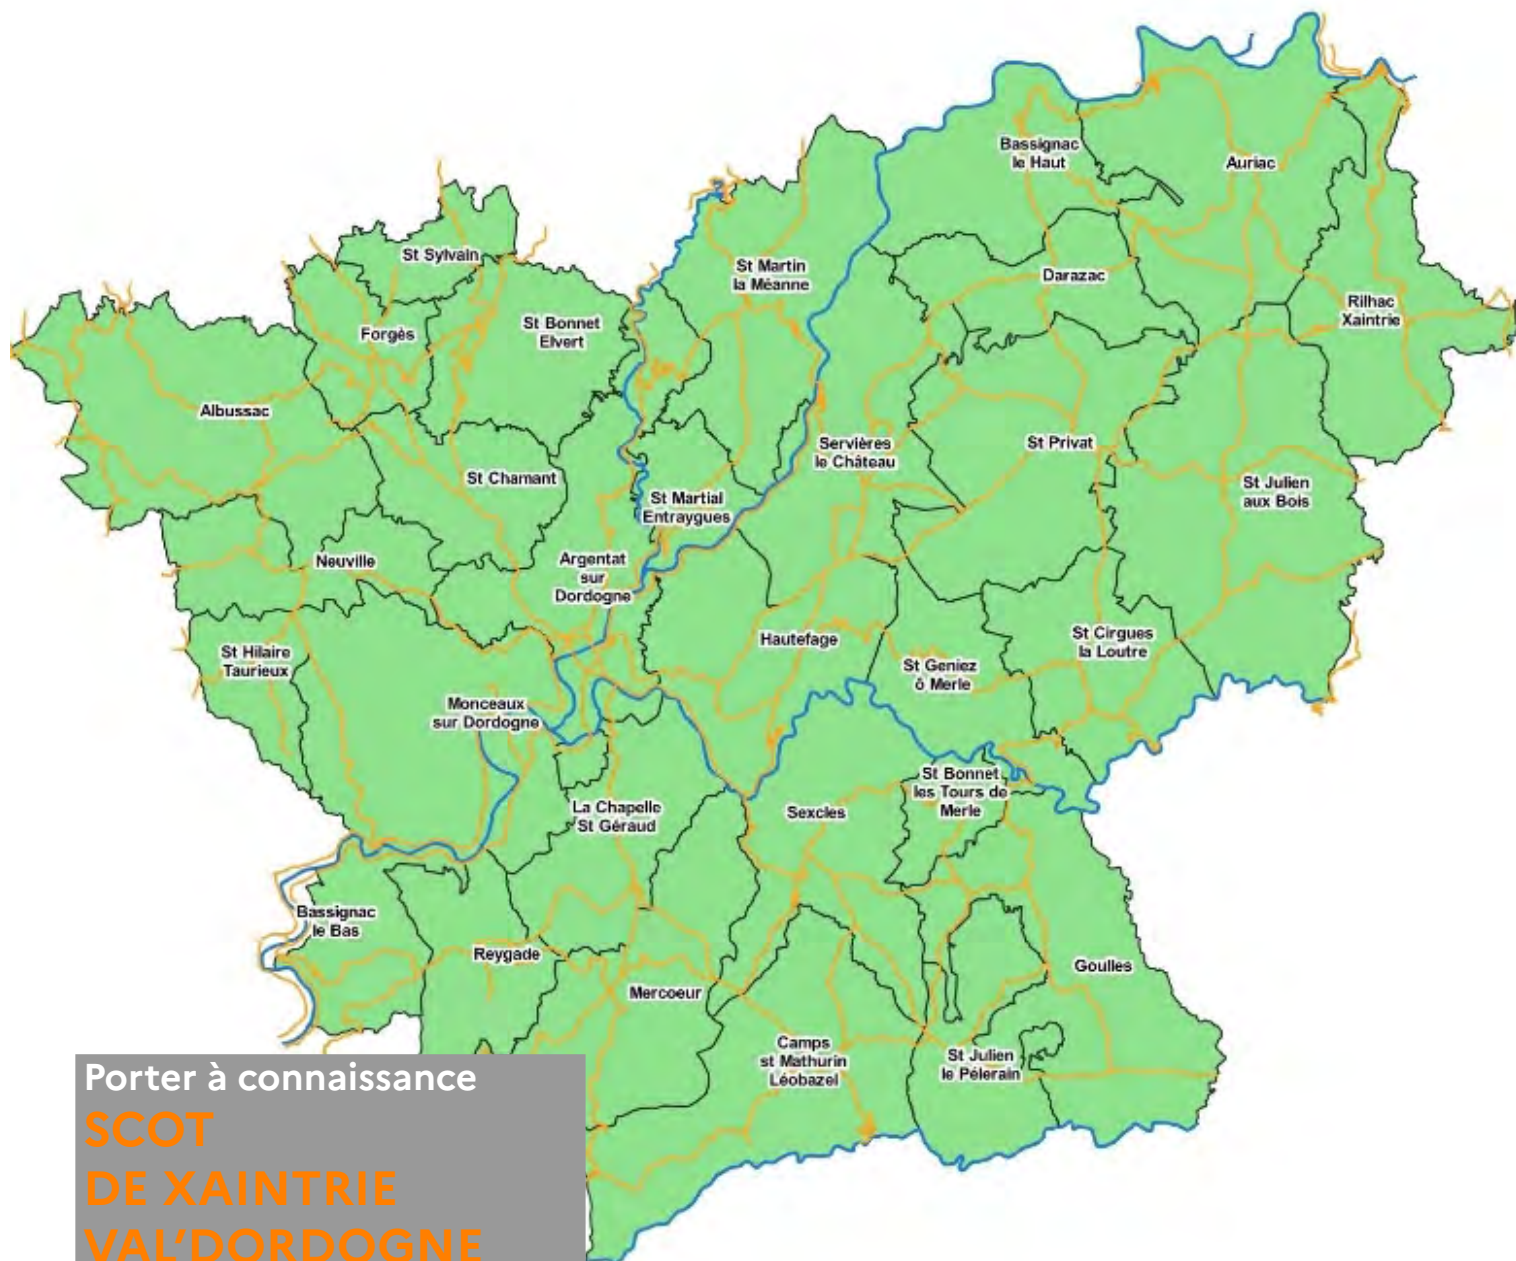 Bassignac
le Haut
Auriac
St Sylvain
St Martin
la Méanne
Darazac
Rilhac
Xaintrie
Forgès
St Bonnet
Elvert
Albussac
Servières
le Château
St Privat
St Chamant
St Martial
Entraygues
St Julien
aux Bois
Neuville
Argentat
sur
Dordogne
Hautefage
St Cirgues
la Loutre
St Hilaire
Taurieux
St Geniez
ô Merle
Monceaux
sur Dordogne
St Bonnet
les Tours de
Merle
La Chapelle
St Géraud
Sexcles
Bassignac
le Bas
Reygade
Goulles
Mercoeur
Camps
st Mathurin
Léobazel
St Julien
le Pélerain
Porter à connaissance
SCOT
DE XAINTRIE
VAL'DORDOGNE